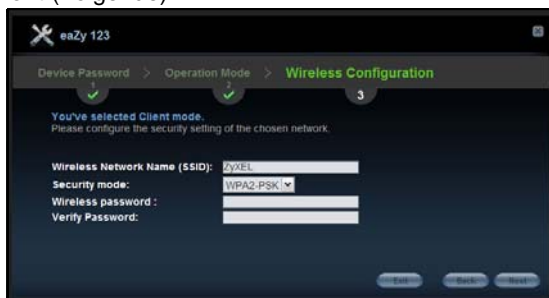 eaZy 123
Device Password > Operation Mode > Wireless Configuration
1 2 3
You've selected Client mode.
Please configure the security setting of the chosen network.
Wireless Network Name (SSID): ZyXEL
Security mode: WPA2-PSK
Wireless password :
Verify Password:
Exit Back Next